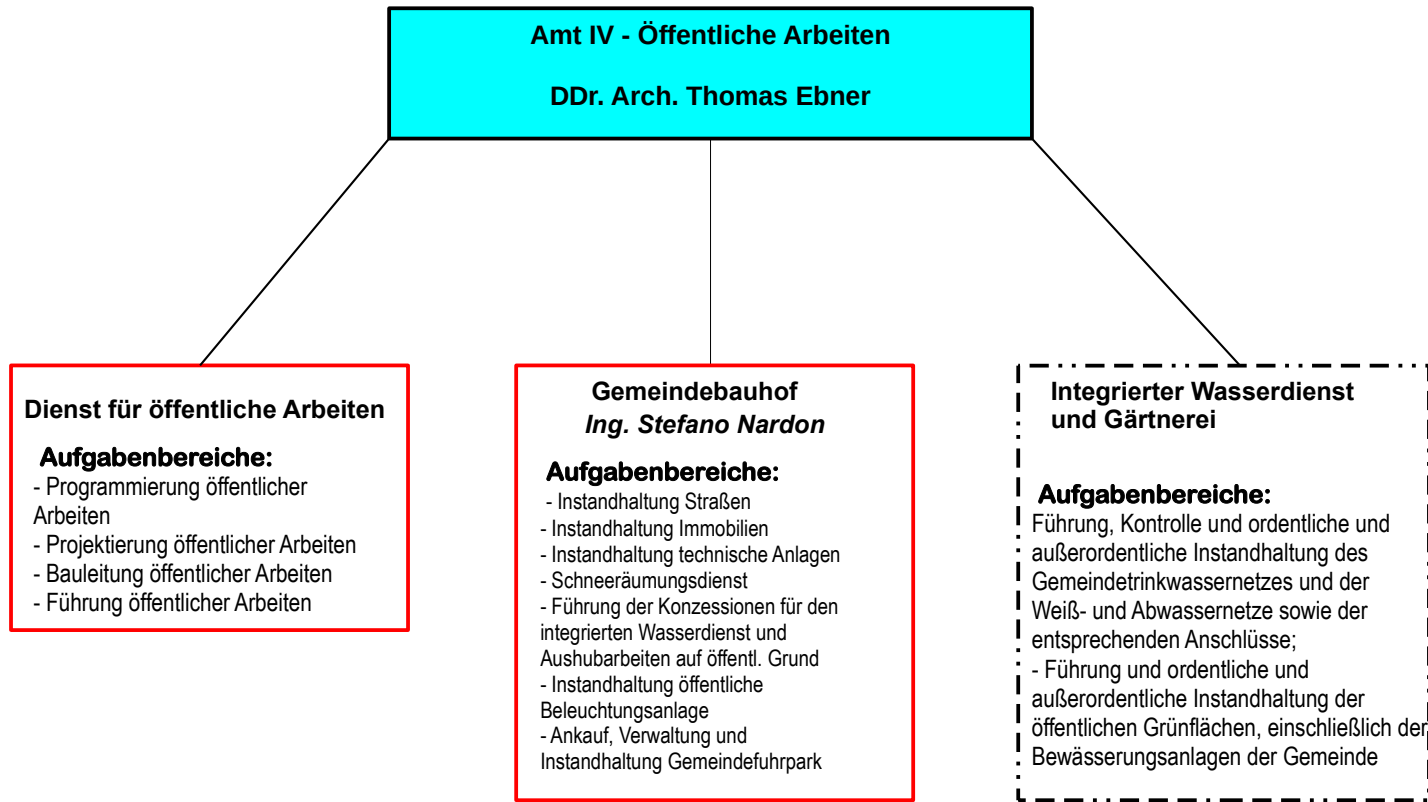 Amt IV - Öffentliche Arbeiten
DDr. Arch. Thomas Ebner
Dienst für öffentliche Arbeiten
Aufgabenbereiche:
- Programmierung öffentlicher
Arbeiten
- Projektierung öffentlicher Arbeiten
- Bauleitung öffentlicher Arbeiten
- Führung öffentlicher Arbeiten
Gemeindebauhof
Ing. Stefano Nardon
Aufgabenbereiche:
- Instandhaltung Straßen
- Instandhaltung Immobilien
- Instandhaltung technische Anlagen
- Schneeräumungsdienst
- Führung der Konzessionen für den
integrierten Wasserdienst und
Aushubarbeiten auf öffentl. Grund
- Instandhaltung öffentliche
Beleuchtungsanlage
- Ankauf, Verwaltung und
Instandhaltung Gemeindefuhrpark
Integrierter Wasserdienst
und Gärtnerei
Aufgabenbereiche:
Führung, Kontrolle und ordentliche und
außerordentliche Instandhaltung des
Gemeindetrinkwassernetzes und der
Weiß- und Abwassernetze sowie der
entsprechenden Anschlüsse;
- Führung und ordentliche und
außerordentliche Instandhaltung der
öffentlichen Grünflächen, einschließlich der
Bewässerungsanlagen der Gemeinde